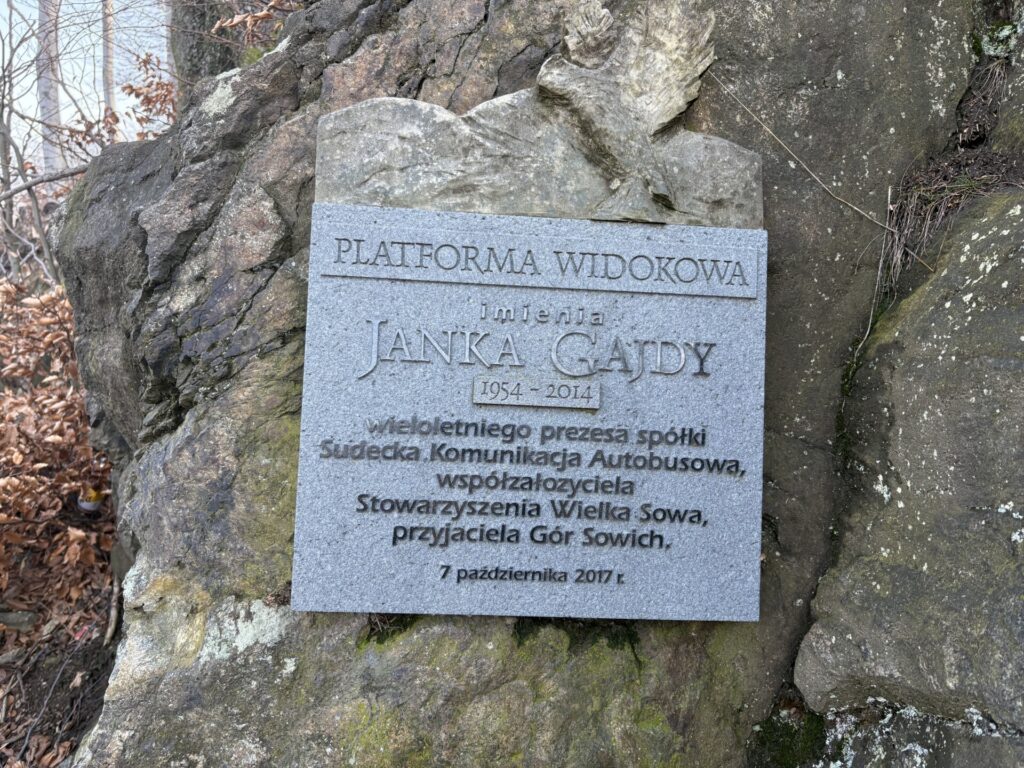 PLATFORMA WIDOKOWA
imienia
JANKA GAJDY
1954 - 2014
wieloletniego prezesa spółki
Sudecka Komunikacja Autobusowa,
współzałozyciela
Stowarzyszenia Wielka Sowa,
przyjaciela Gór Sowich.
7 października 2017 r.